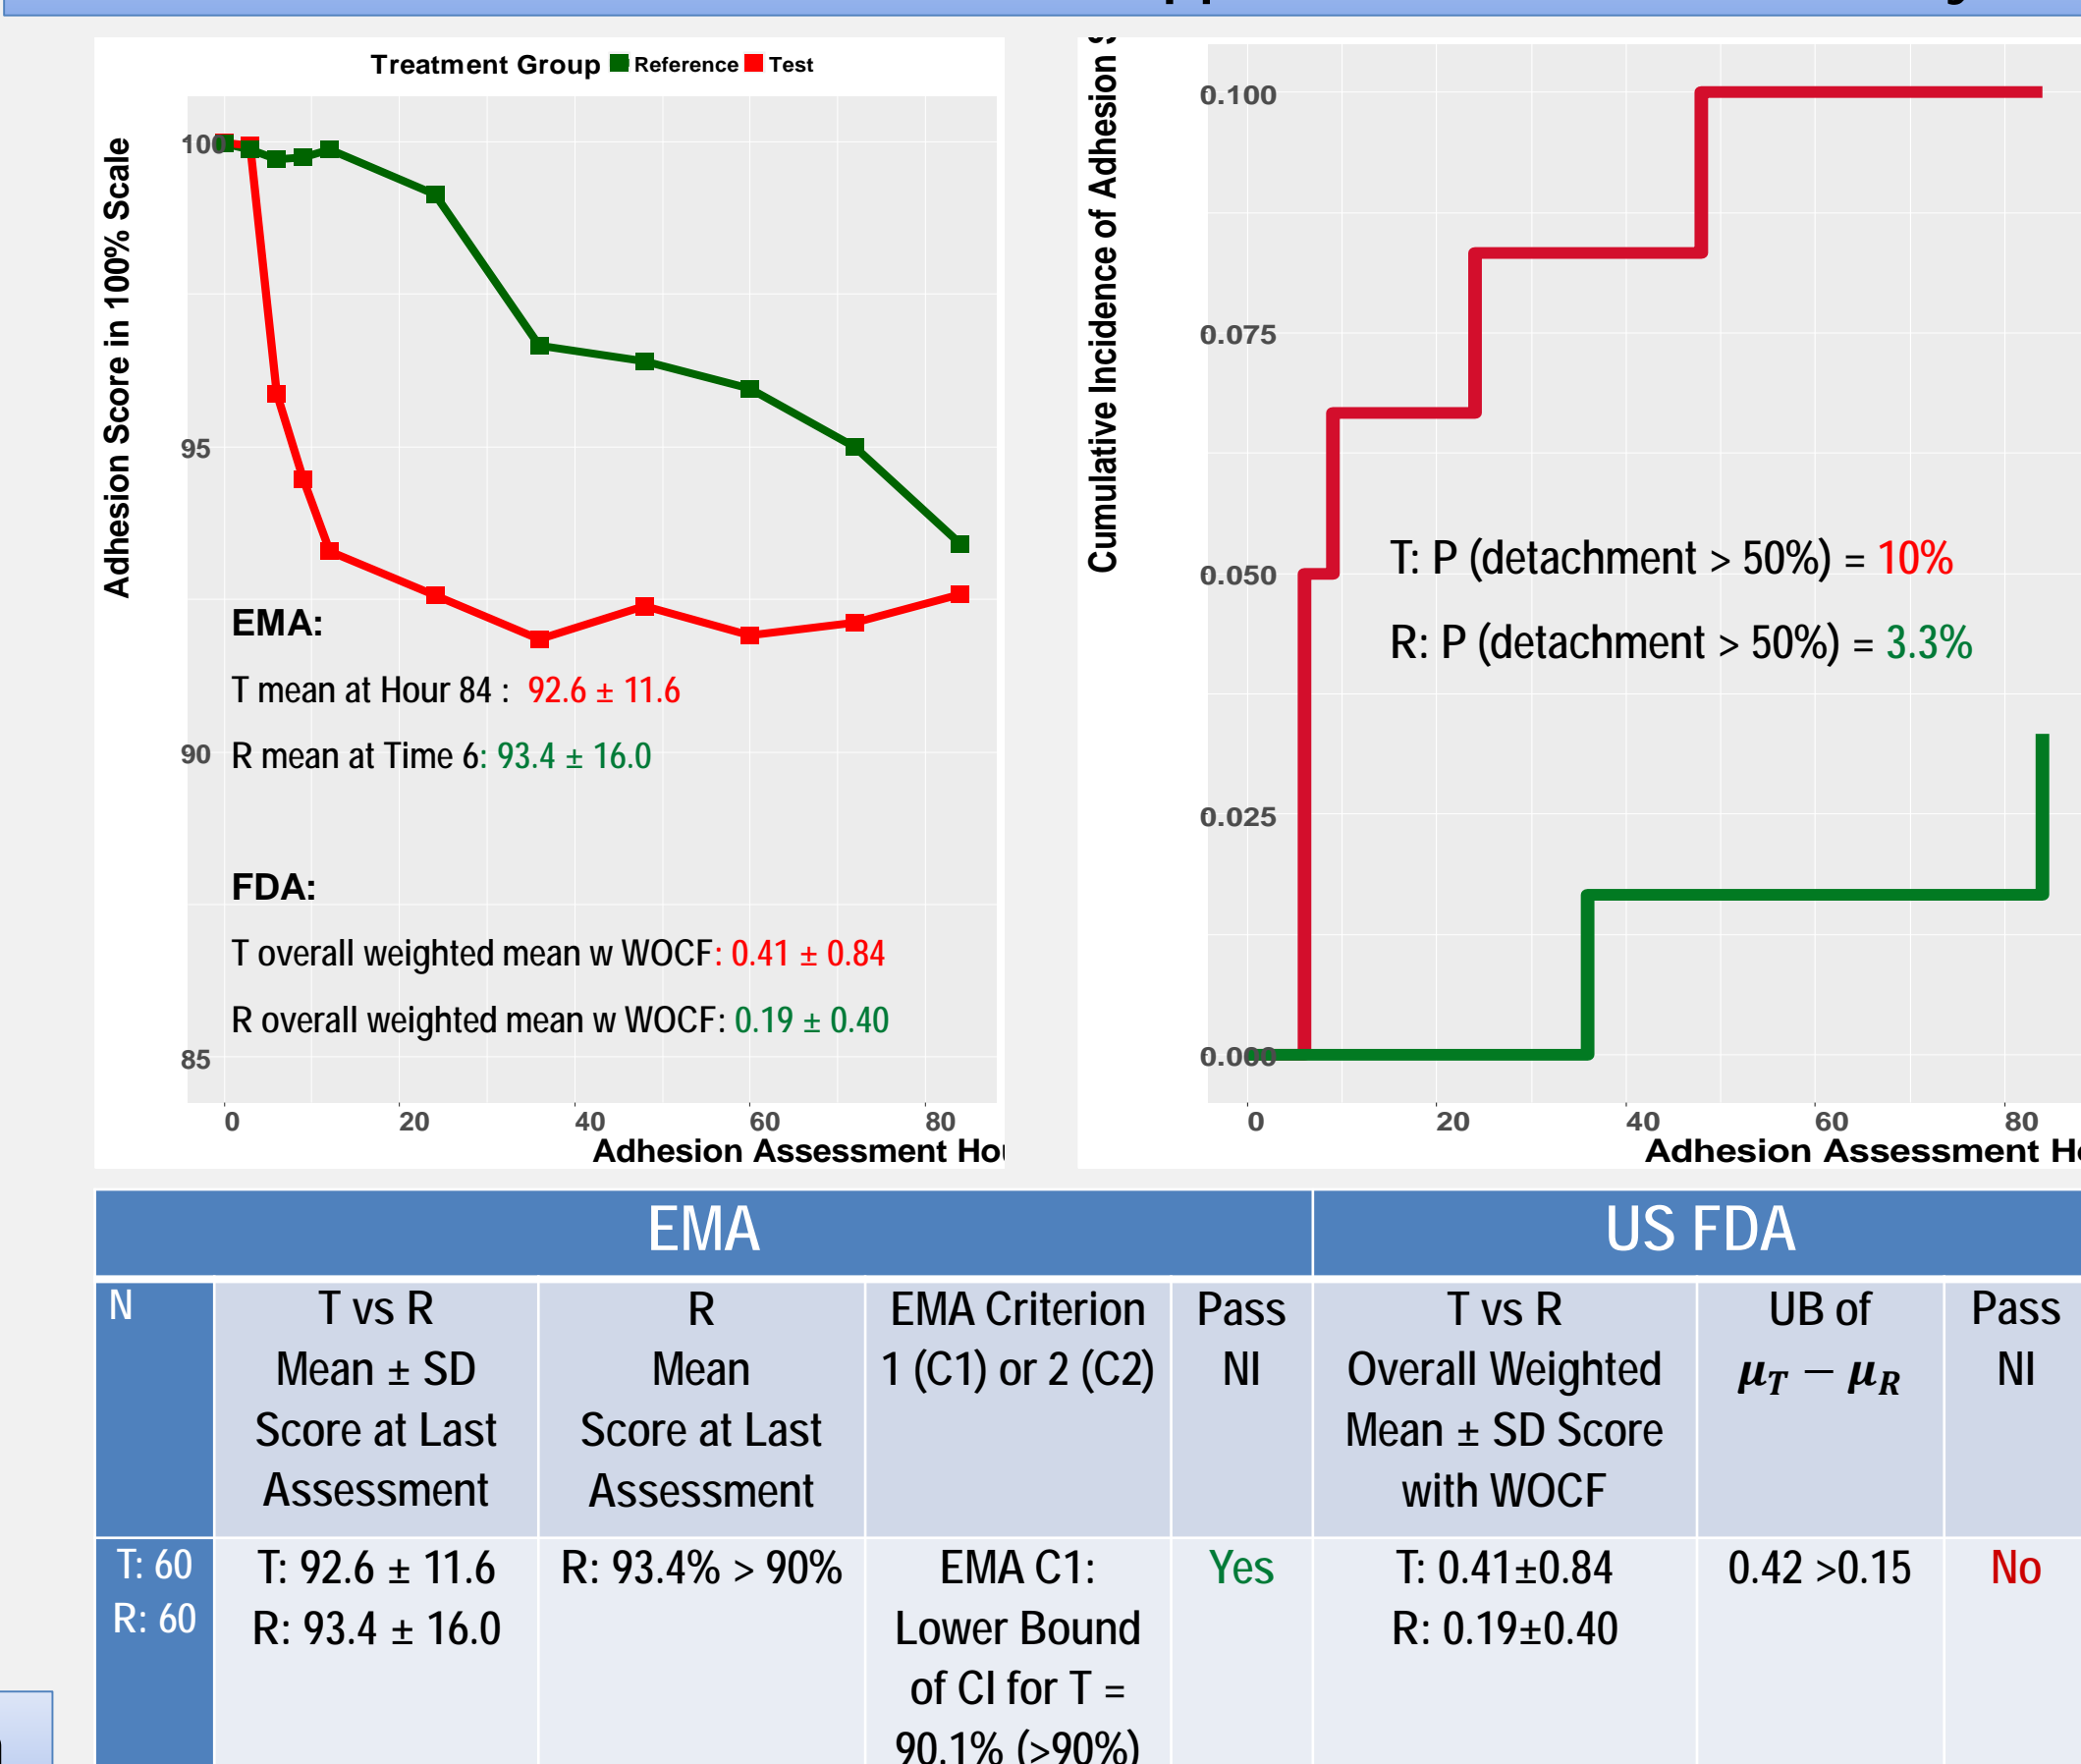 Treatment Group Reference Test
Adhesion Score in 100% Scale
100
95
90
85
EMA:
T mean at Hour 84 : 92.6 ± 11.6
R mean at Time 6: 93.4 ± 16.0
FDA:
T overall weighted mean w WOCF: 0.41 ± 0.84
R overall weighted mean w WOCF: 0.19 ± 0.40
0 20 40 60 80
Adhesion Assessment
Cumulative Incidence of Adhesion
0.100
0.075
0.050
0.025
0.000
T: P (detachment > 50%) = 10%
R: P (detachment > 50%) = 3.3%
0 20 40 60 80
Adhesion Assessment
EMA US FDA
N
T vs R
Mean ± SD
Score at Last
Assessment
R
Mean
Score at Last
Assessment
EMA Criterion
1 (C1) or 2 (C2)
Pass
NI
T vs R
Overall Weighted
Mean ± SD Score
with WOCF
UB of
μT − μR
Pass
NI
T: 60
R: 60
T: 92.6 ± 11.6
R: 93.4 ± 16.0
R: 93.4% > 90%
EMA C1:
Lower Bound
of CI for T =
90.1% (>90%)
Yes
T: 0.41±0.84
R: 0.19±0.40
0.42 >0.15
No